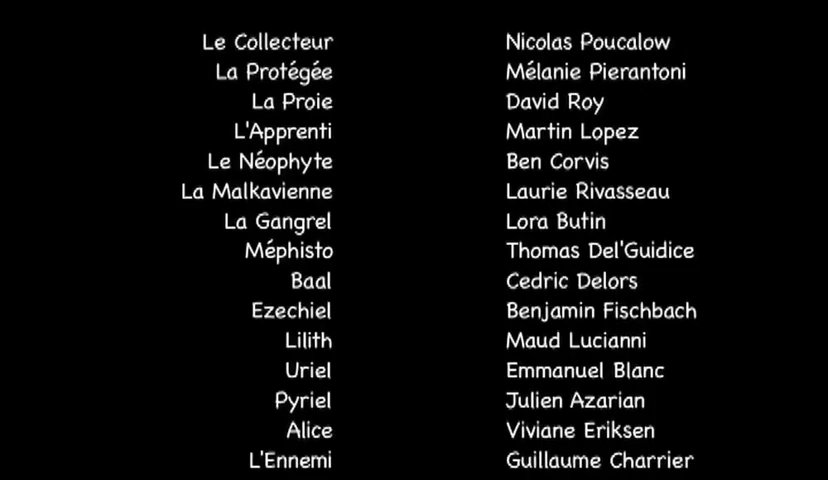 Le Collecteur Nicolas Poucalow
La Protégée Mélanie Pierantoni
La Proie David Roy
L'Apprenti Martin Lopez
Le Néophyte Ben Corvis
La Malkavienne Laurie Rivasseau
La Gangrel Lora Butin
Méphisto Thomas Del'Guidice
Baal Cedric Delors
Ezechiel Benjamin Fischbach
Lilith Maud Lucianni
Uriel Emmanuel Blanc
Pyriel Julien Azarian
Alice Viviane Eriksen
L'Ennemi Guillaume Charrier